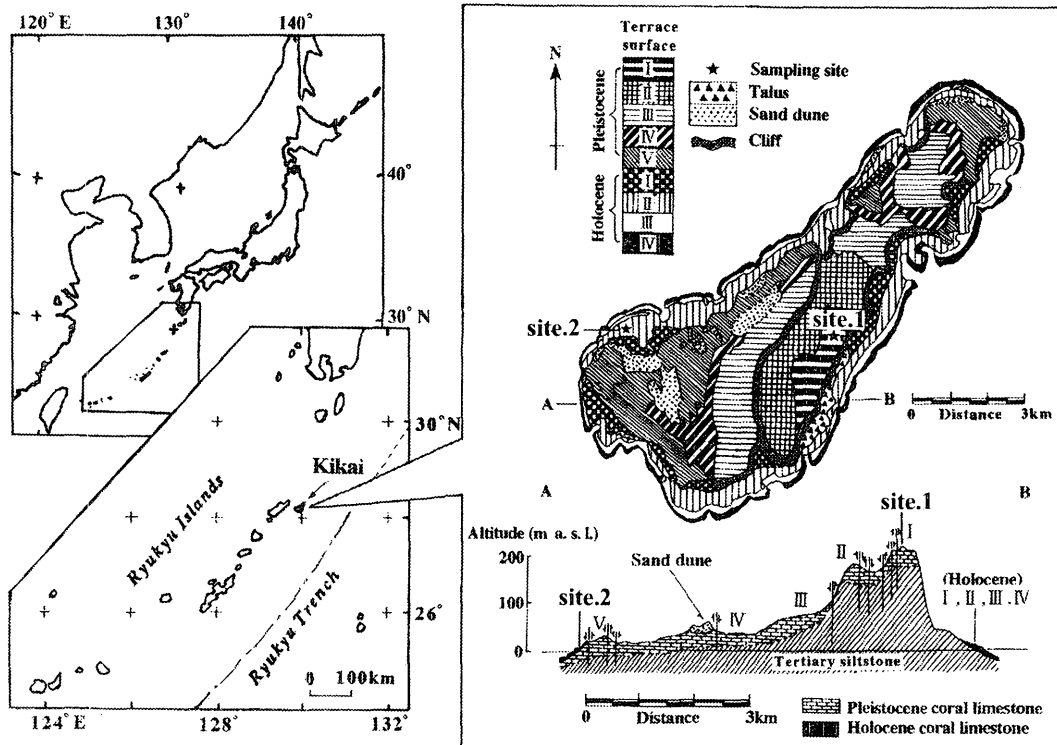 120°E 130° 140°
40°
30°N
30°N
Kikai
Ryukyu Islands
Ryukyu Trench
26°
0 100km
124°E 128° 132°
N
Terrace
surface
Pleistocene
I
II
III
IV
V
Holocene
I
II
III
IV
Sampling site
Talus
Sand dune
Cliff
site.2
site.1
A
B
0 Distance 3km
A B
Altitude (m a.s.l.)
200
100
0
site.2
Sand dune
site.1
V IV III II I
(Holocene)
I, II, III. IV
Tertiary siltstone
0 Distance 3km
Pleistocene coral limestone
Holocene coral limestone